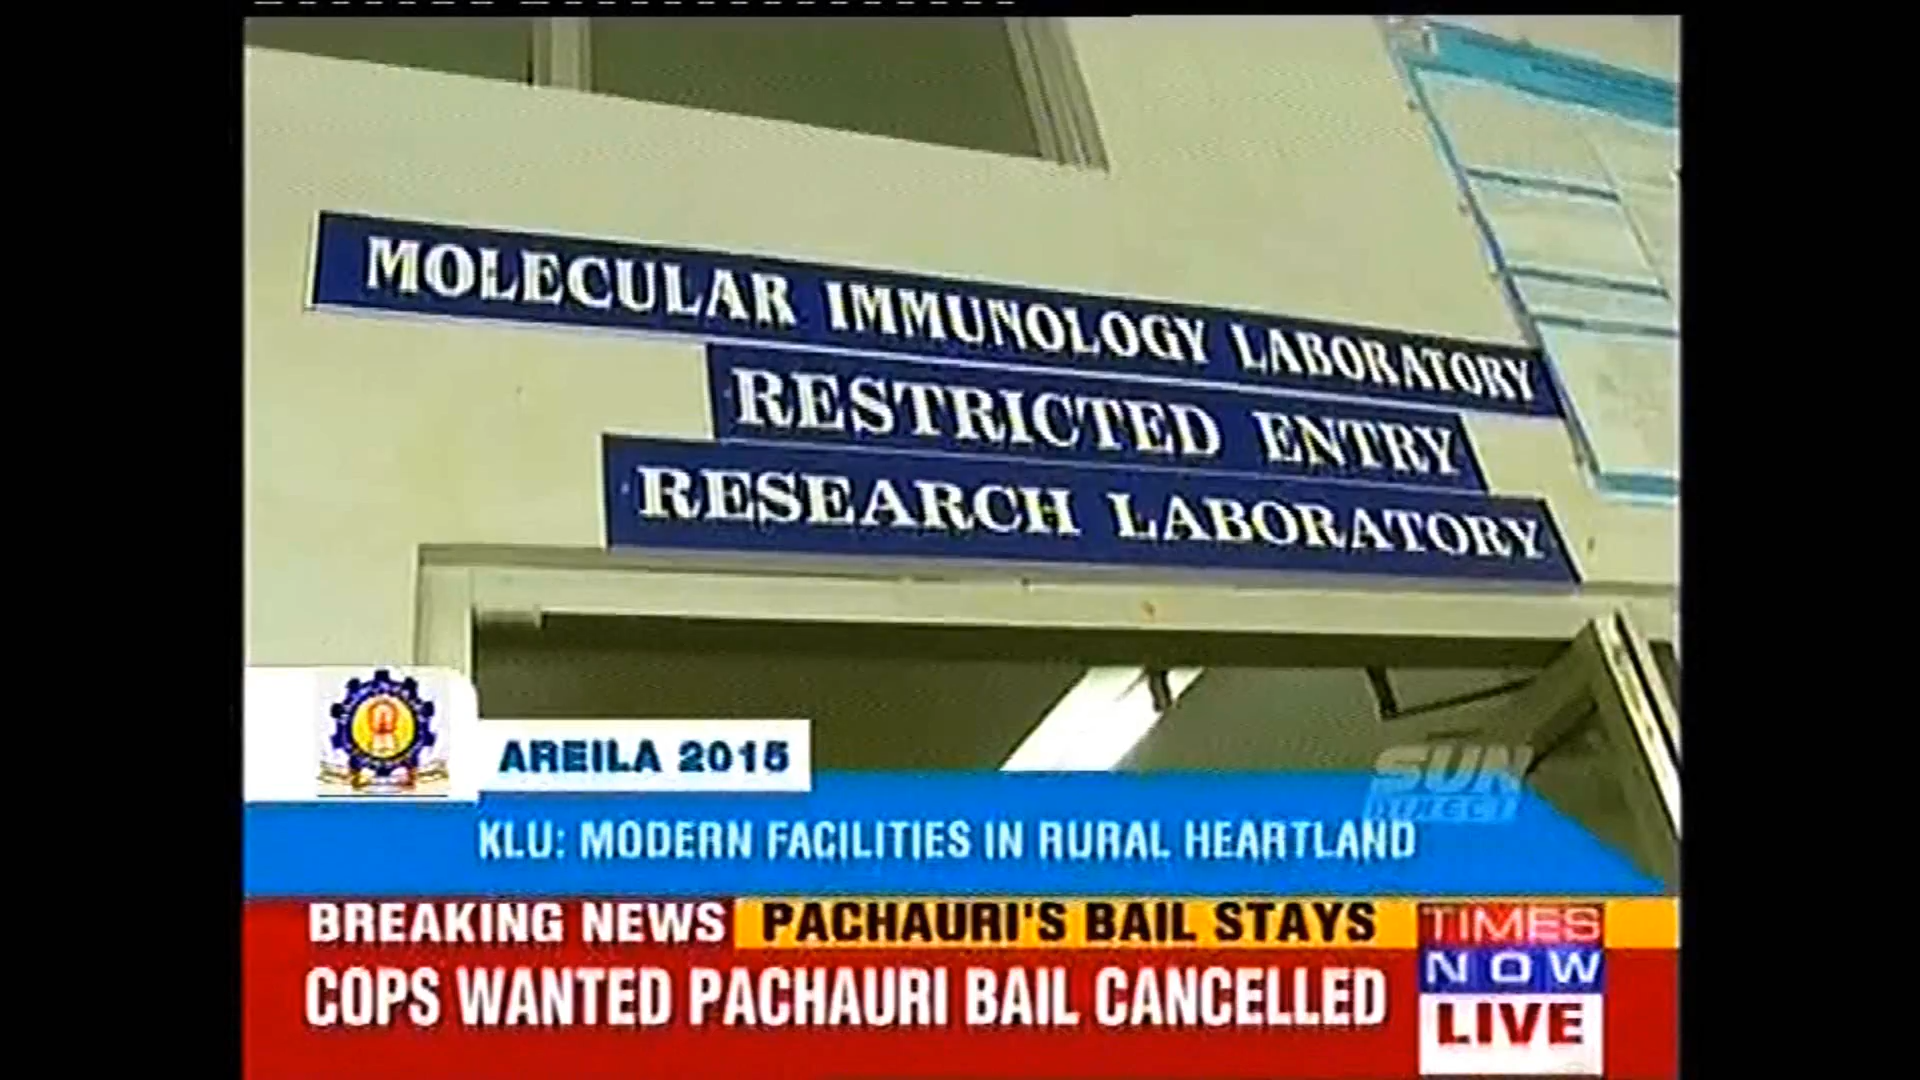 MOLECULAR IMMUNOLOGY LABORATORY
RESTRICTED ENTRY
RESEARCH LABORATORY
AREILA 2015
SUN
DIRECT
KLU: MODERN FACILITIES IN RURAL HEARTLAND
BREAKING NEWS PACHAURI'S BAIL STAYS
COPS WANTED PACHAURI BAIL CANCELLED
TIMES
NOW
LIVE